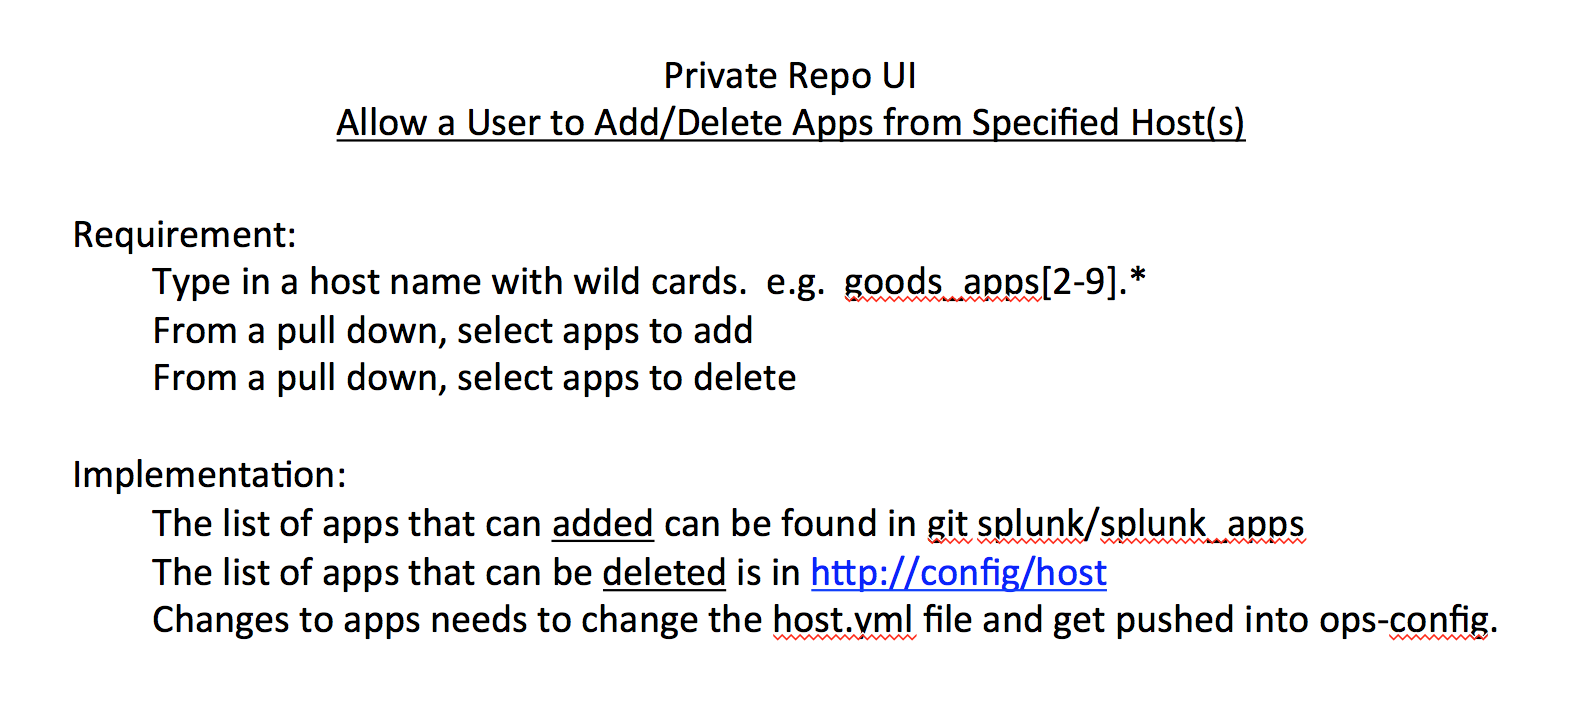 Private Repo UI
Allow a User to Add/Delete Apps from Specified Host(s)
Requirement:
Type in a host name with wild cards.  e.g.  goods_apps[2-9].*
From a pull down, select apps to add
From a pull down, select apps to delete
Implementation:
The list of apps that can added can be found in git splunk/splunk_apps
The list of apps that can be deleted is in http://config/host
Changes to apps needs to change the host.yml file and get pushed into ops-config.